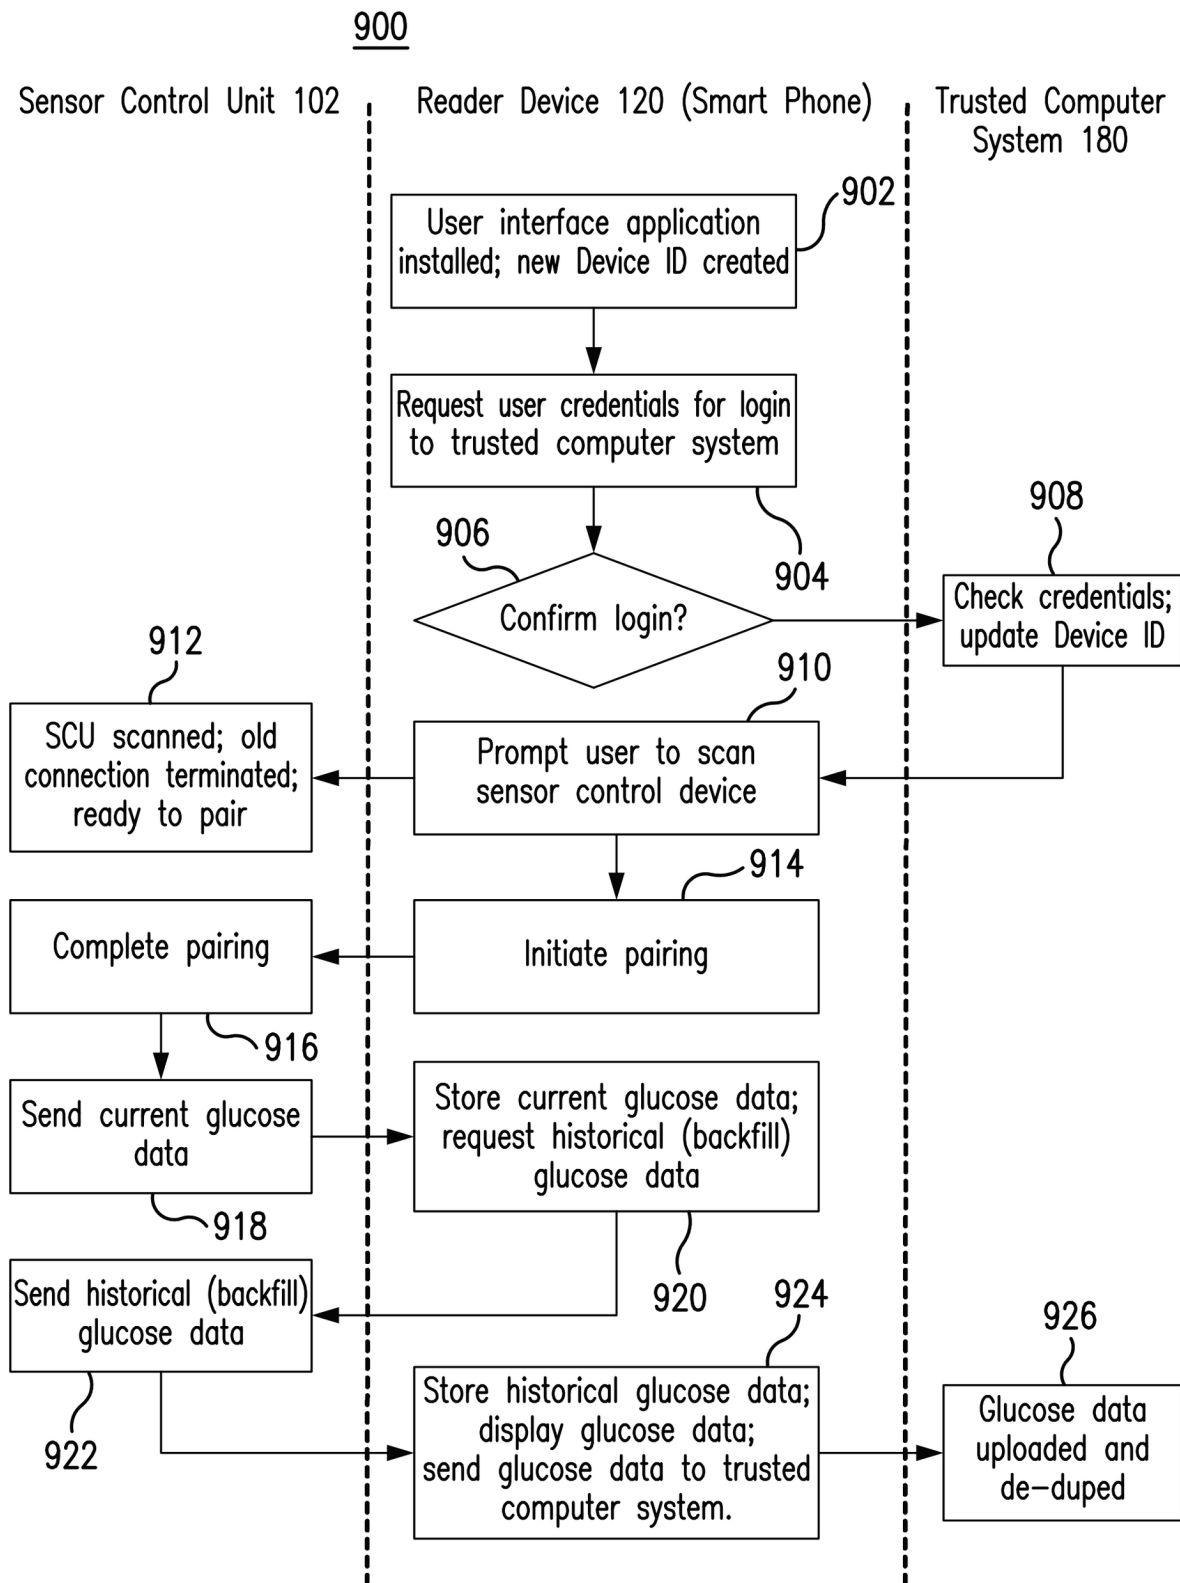 900
Sensor Control Unit 102
Reader Device 120 (Smart Phone)
Trusted Computer
System 180
902
User interface application
installed; new Device ID created
Request user credentials for login
to trusted computer system
904
906
Confirm login?
908
Check credentials;
update Device ID
910
Prompt user to scan
sensor control device
912
SCU scanned; old
connection terminated;
ready to pair
914
Initiate pairing
Complete pairing
916
Send current glucose
data
918
Store current glucose data;
request historical (backfill)
glucose data
920
Send historical (backfill)
glucose data
922
924
Store historical glucose data;
display glucose data;
send glucose data to trusted
computer system.
926
Glucose data
uploaded and
de-duped